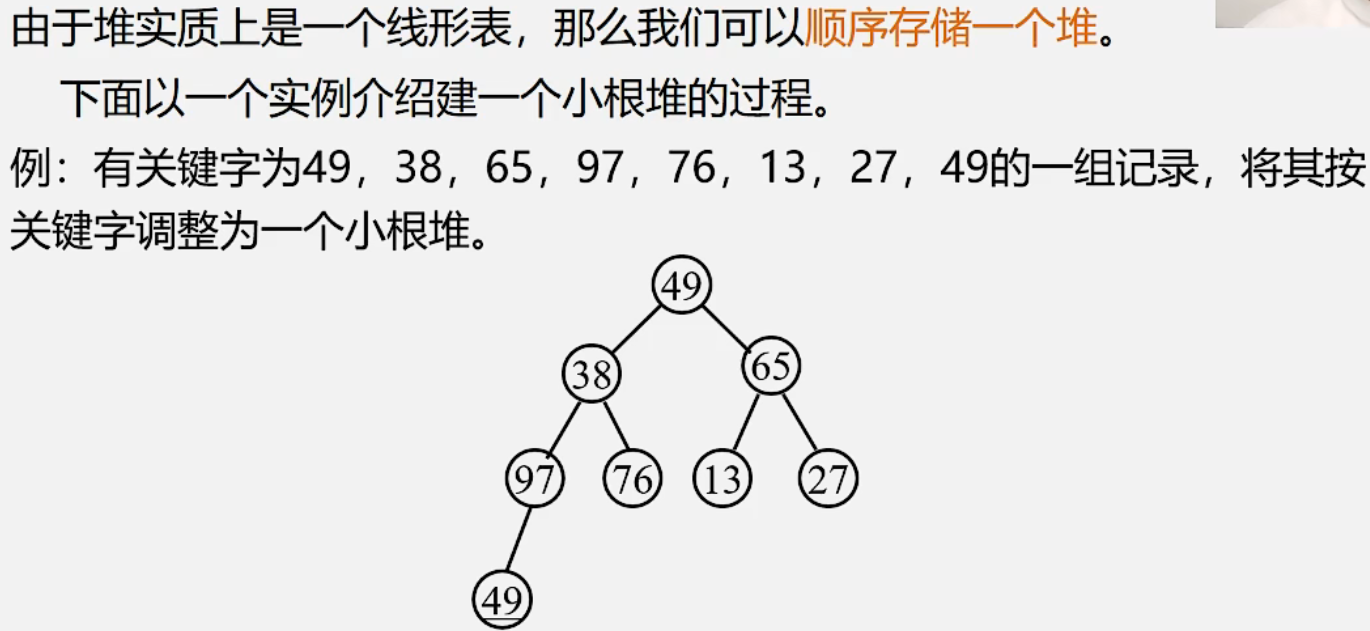 由于堆实质上是一个线形表，那么我们可以顺序存储一个堆。
下面以一个实例介绍建一个小根堆的过程。
例：有关键字为49，38，65，97，76，13，27，49的一组记录，将其按
关键字调整为一个小根堆。
49
38 65
97 76 13 27
49